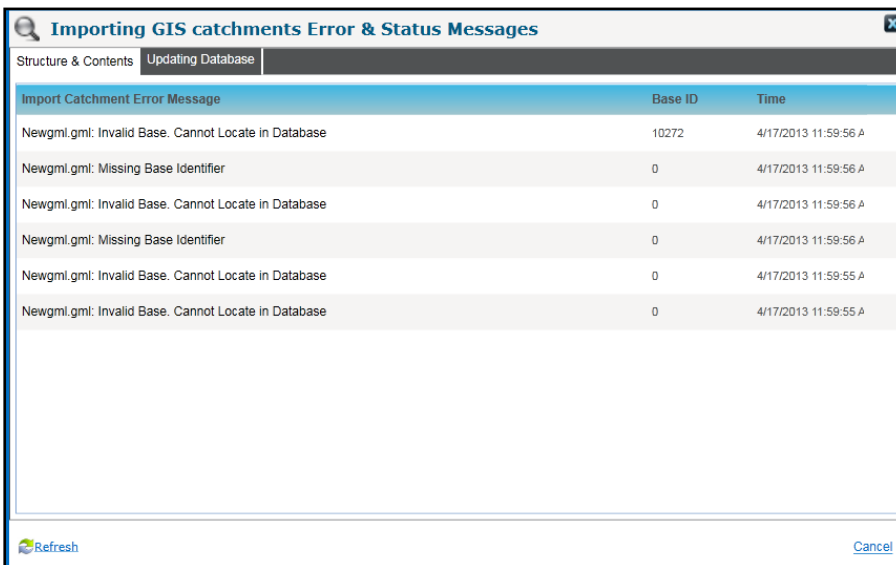 Importing GIS catchments Error & Status Messages
Structure & Contents Updating Database
Import Catchment Error Message Base ID Time
Newgml.gml: Invalid Base. Cannot Locate in Database 10272 4/17/2013 11:59:56 A
Newgml.gml: Missing Base Identifier 0 4/17/2013 11:59:56 A
Newgml.gml: Invalid Base. Cannot Locate in Database 0 4/17/2013 11:59:56 A
Newgml.gml: Missing Base Identifier 0 4/17/2013 11:59:56 A
Newgml.gml: Invalid Base. Cannot Locate in Database 0 4/17/2013 11:59:55 A
Newgml.gml: Invalid Base. Cannot Locate in Database 0 4/17/2013 11:59:55 A
Refresh Cancel